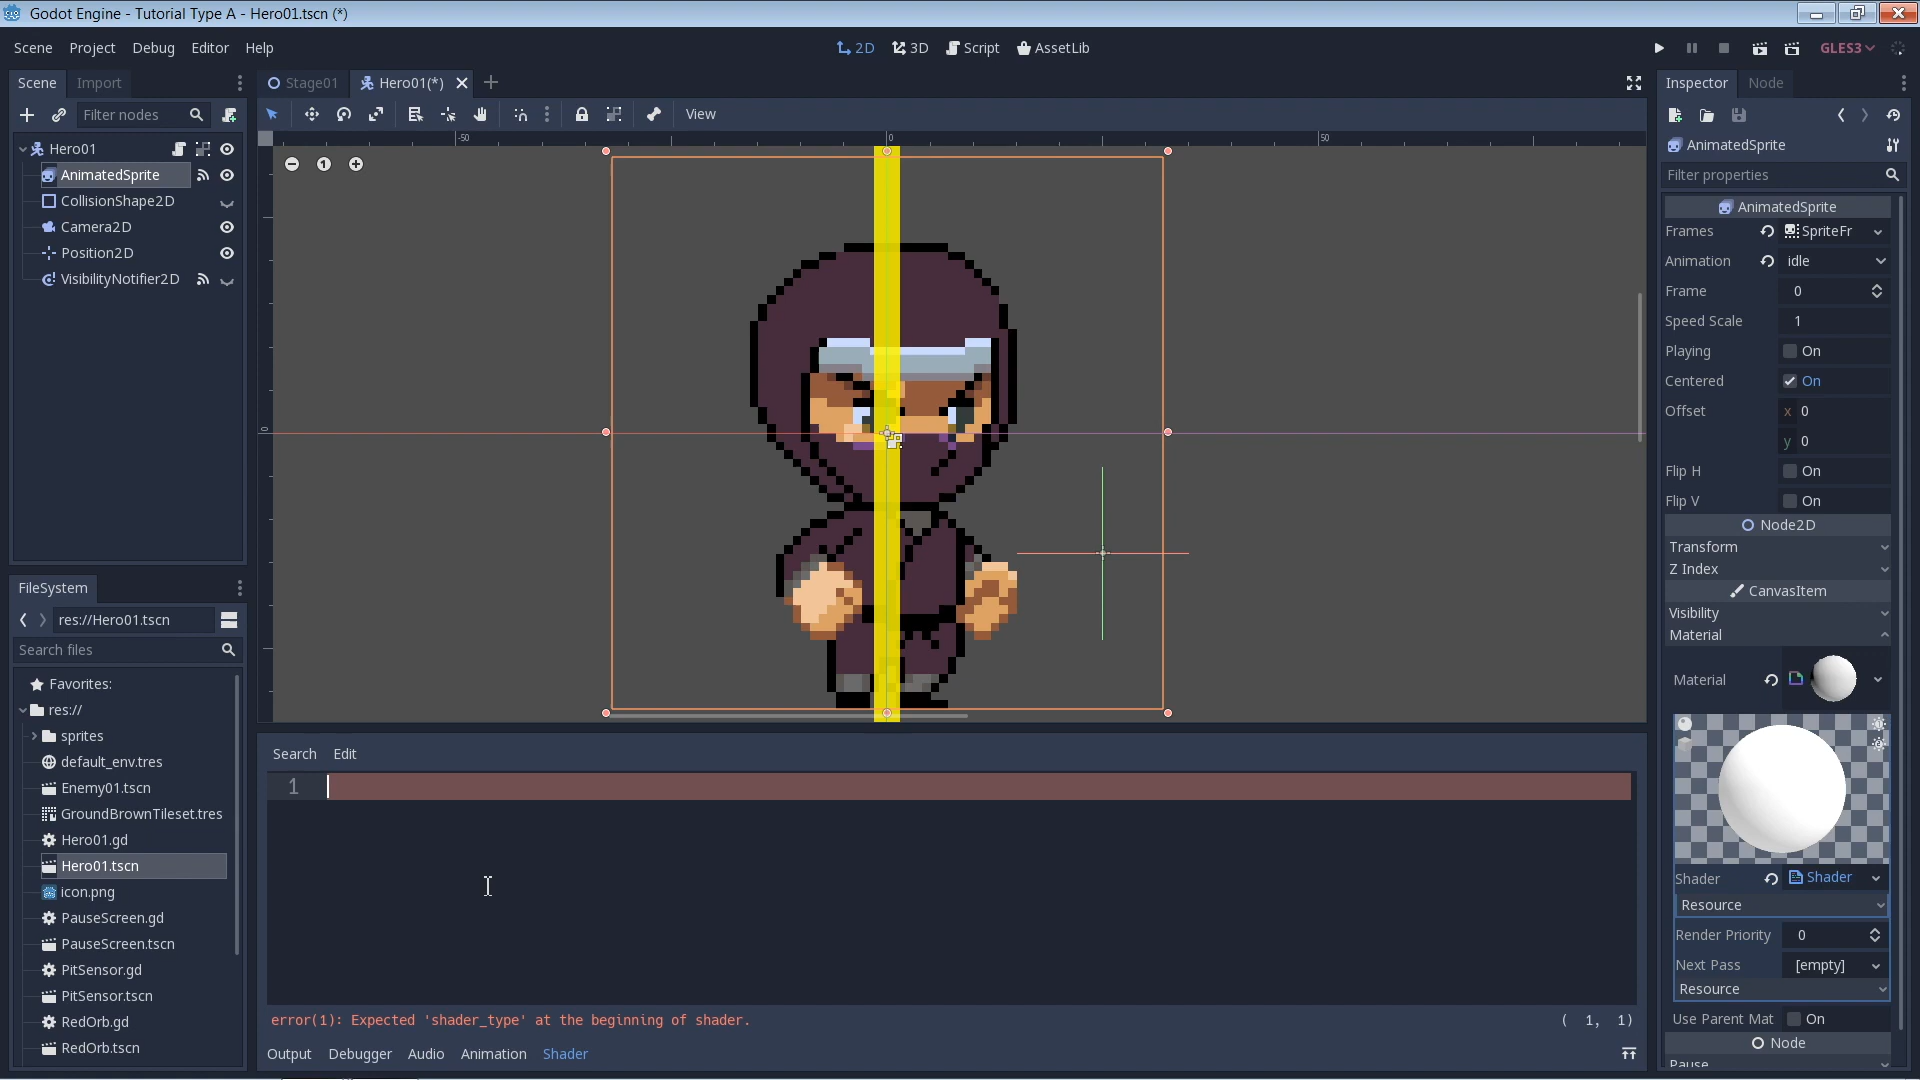 Godot Engine - Tutorial Type A - Hero01.tscn (*)
Scene Project Debug Editor Help
2D 3D Script AssetLib
GLES3
Scene Import
Stage01 Hero01(*)
Inspector Node
Filter nodes
View
AnimatedSprite
Filter properties
-50 0 50
0
1
Hero01
AnimatedSprite
CollisionShape2D
Camera2D
Position2D
VisibilityNotifier2D
AnimatedSprite
Frames SpriteFr
Animation idle
Frame 0
Speed Scale 1
Playing On
Centered On
Offset x 0
y 0
Flip H On
Flip V On
Node2D
Transform
Z Index
CanvasItem
Visibility
Material
Material
Shader Shader
Resource
Render Priority 0
Next Pass [empty]
Resource
Use Parent Mat On
Node
Pause
FileSystem
res://Hero01.tscn
Search files
Favorites:
res://
sprites
default_env.tres
Enemy01.tscn
GroundBrownTileset.tres
Hero01.gd
Hero01.tscn
icon.png
PauseScreen.gd
PauseScreen.tscn
PitSensor.gd
PitSensor.tscn
RedOrb.gd
RedOrb.tscn
Search Edit
1
error(1): Expected 'shader_type' at the beginning of shader.
( 1, 1)
Output Debugger Audio Animation Shader